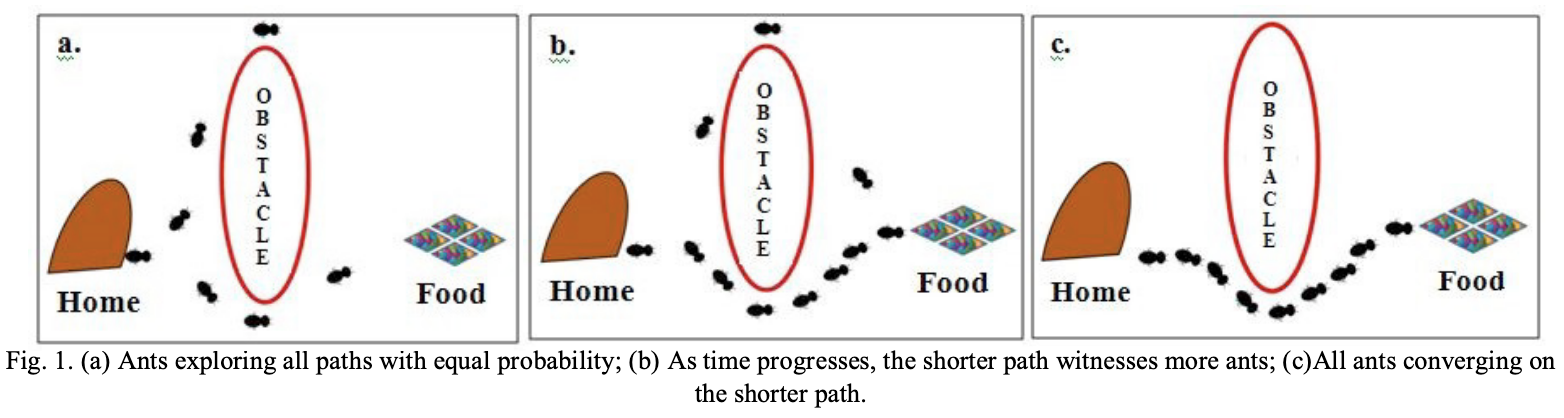 a.
OBSTACLE
Home
Food
b.
OBSTACLE
Home
Food
c.
OBSTACLE
Home
Food
Fig. 1. (a) Ants exploring all paths with equal probability; (b) As time progresses, the shorter path witnesses more ants; (c)All ants converging on
the shorter path.